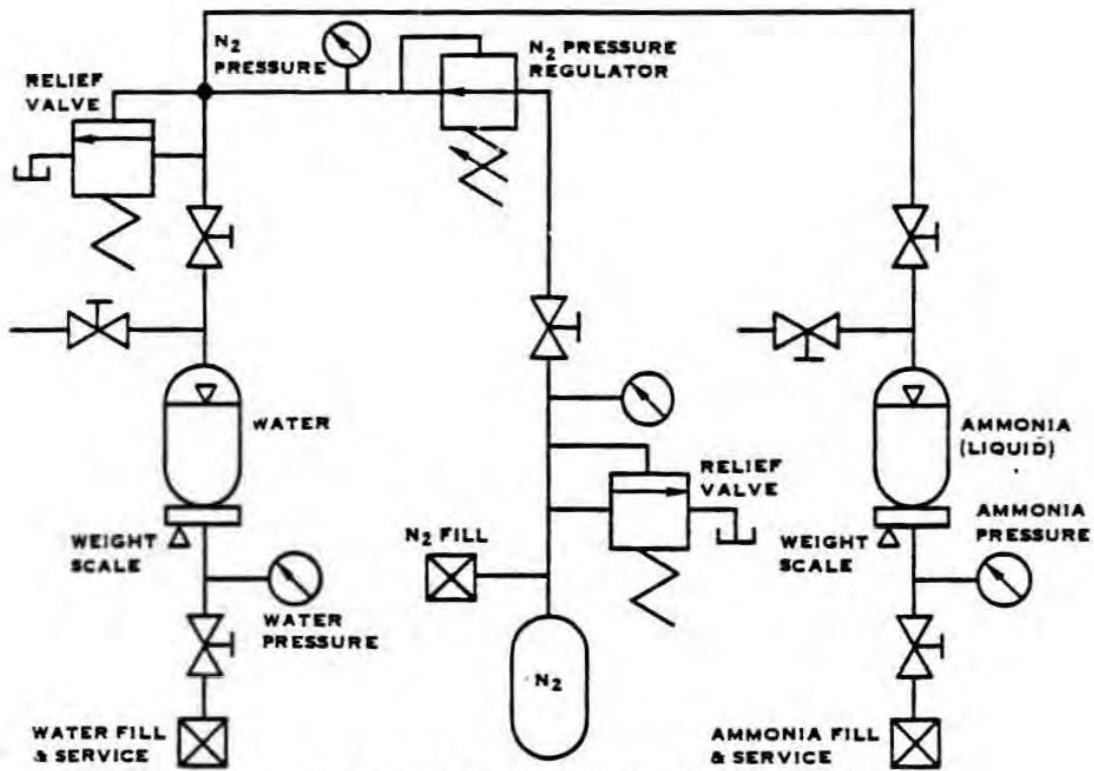 N2
PRESSURE
N2 PRESSURE
REGULATOR
RELIEF
VALVE
WATER
AMMONIA
(LIQUID)
RELIEF
VALVE
WEIGHT
SCALE
N2 FILL
WEIGHT
SCALE
AMMONIA
PRESSURE
WATER
PRESSURE
N2
WATER FILL
& SERVICE
AMMONIA FILL
& SERVICE